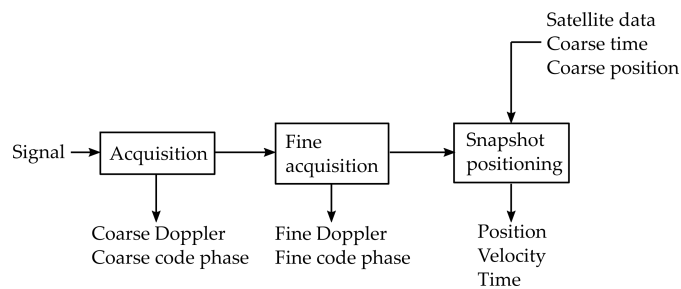 Satellite data
Coarse time
Coarse position
Signal
Acquisition
Fine
acquisition
Snapshot
positioning
Coarse Doppler
Coarse code phase
Fine Doppler
Fine code phase
Position
Velocity
Time